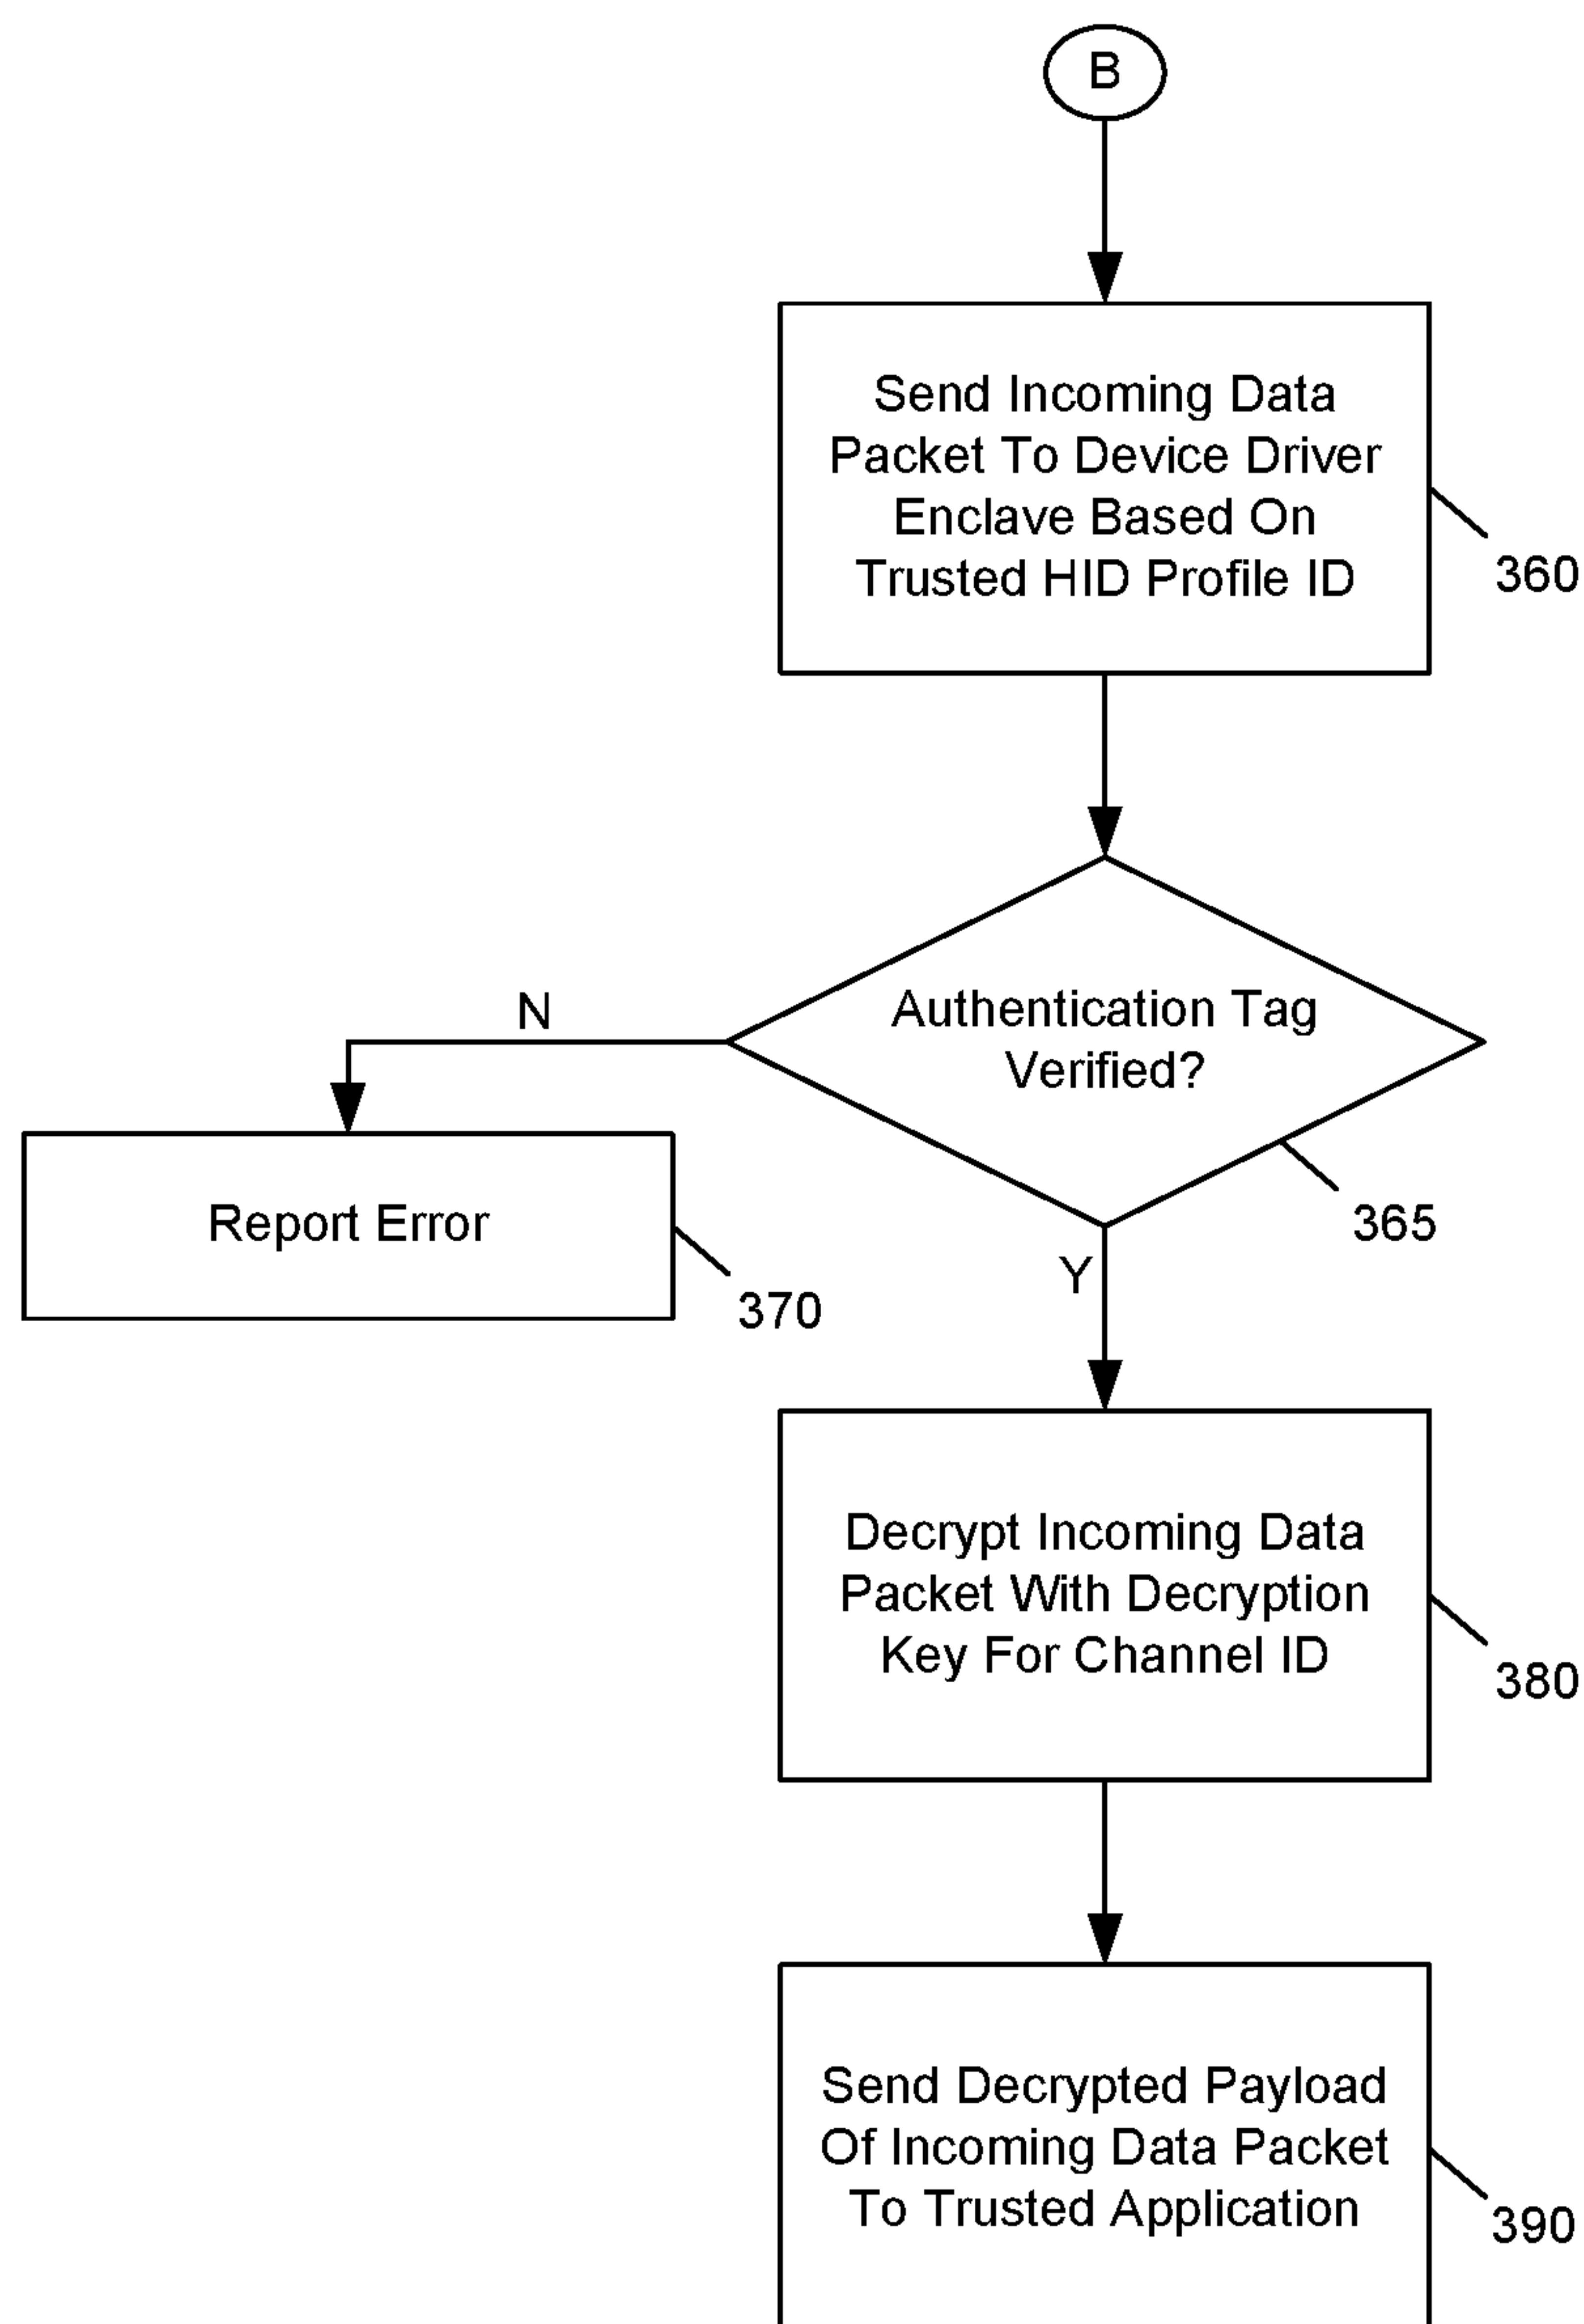 B
Send Incoming Data
Packet To Device Driver
Enclave Based On
Trusted HID Profile ID
360
Authentication Tag
Verified?
365
N
Report Error
370
Y
Decrypt Incoming Data
Packet With Decryption
Key For Channel ID
380
Send Decrypted Payload
Of Incoming Data Packet
To Trusted Application
390